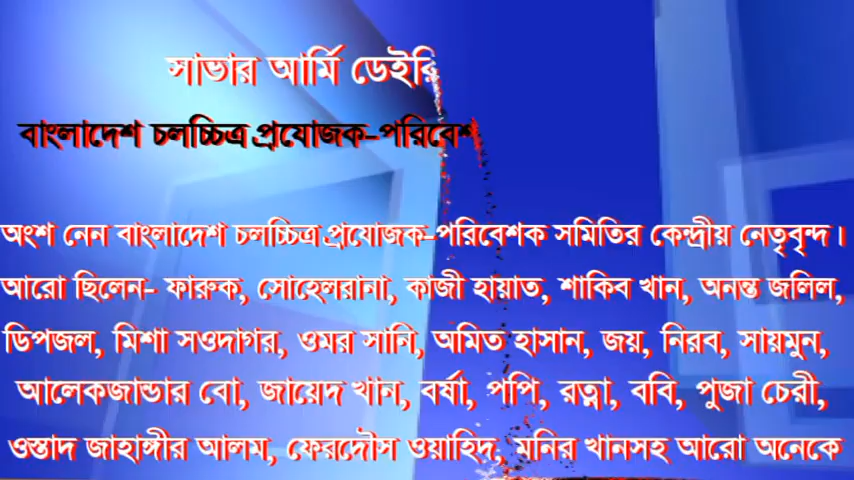 সাভার আর্মি ডেইরি
বাংলাদেশ চলচ্চিত্র প্রযোজক-পরিবেশ
অংশ নেন বাংলাদেশ চলচ্চিত্র প্রযোজক-পরিবেশক সমিতির কেন্দ্রীয় নেতৃবৃন্দ।
আরো ছিলেন- ফারুক, সোহেলরানা, কাজী হায়াত, শাকিব খান, অনন্ত জলিল,
ডিপজল, মিশা সওদাগর, ওমর সানি, অমিত হাসান, জয়, নিরব, সায়মুন,
আলেকজান্ডার বো, জায়েদ খান, বর্ষা, পপি, রত্না, ববি, পুজা চেরী,
ওস্তাদ জাহাঙ্গীর আলম, ফেরদৌস ওয়াহিদ, মনির খানসহ আরো অনেকে